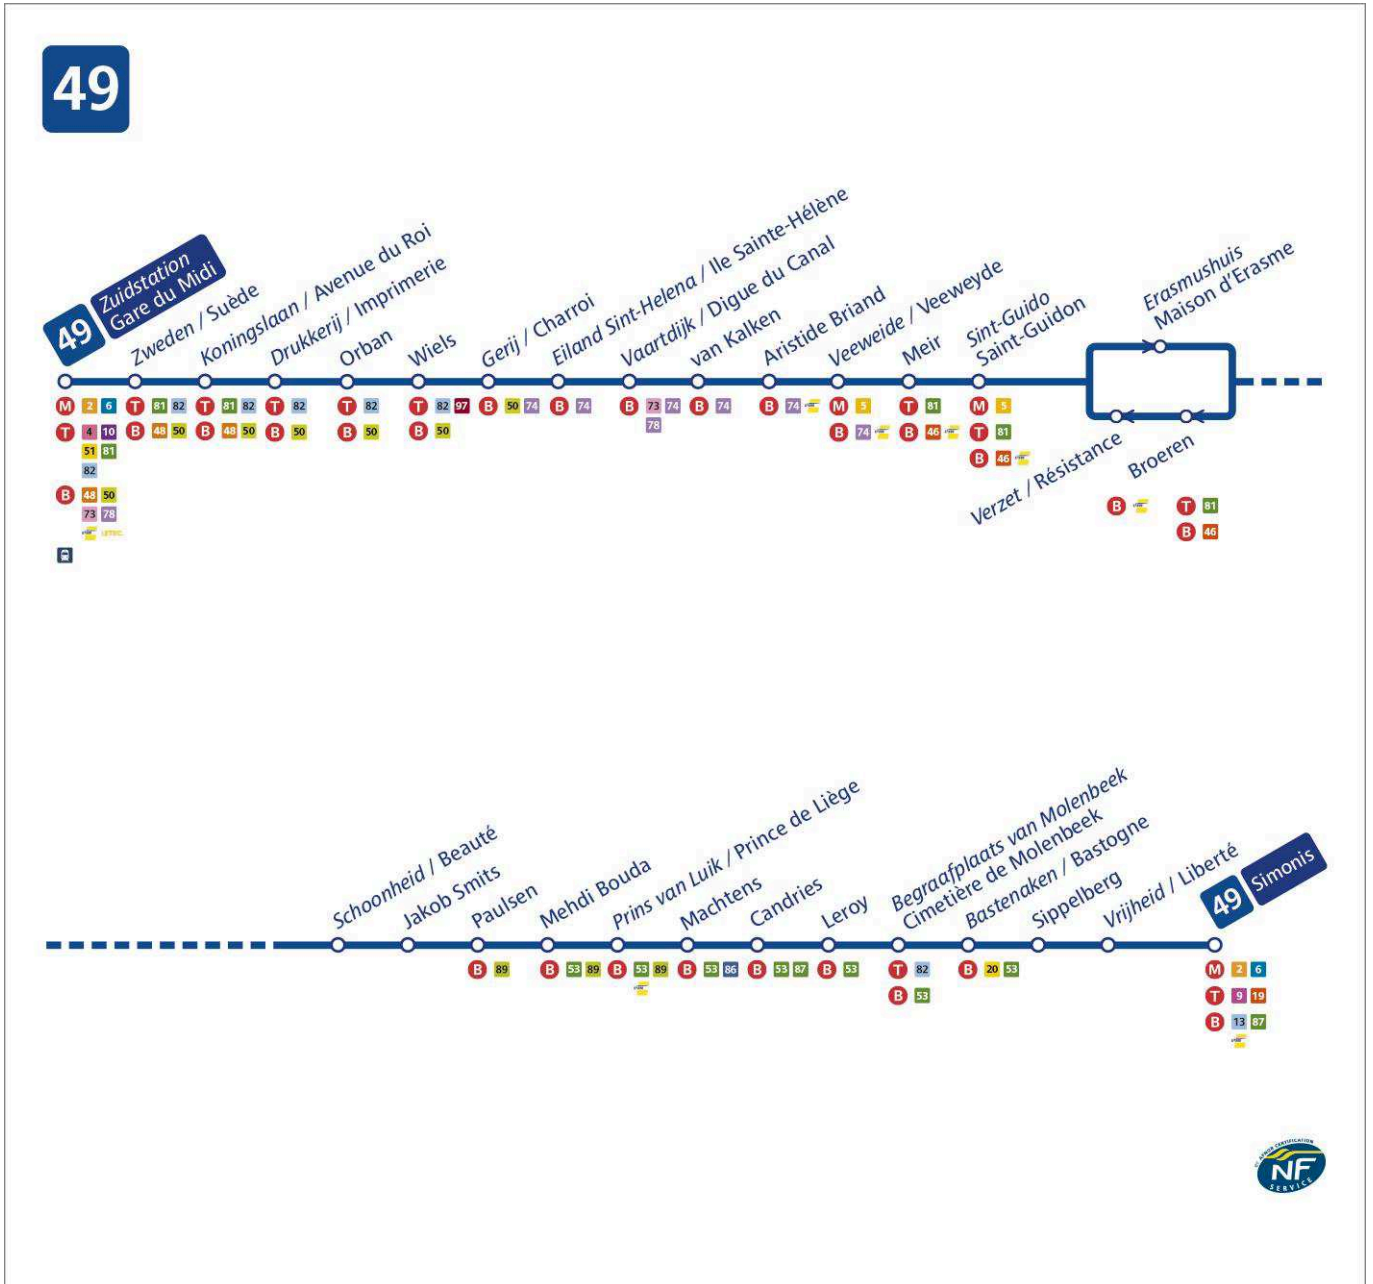 49
49
Zuidstation
Gare du Midi
Zweden / Suède
Koningslaan / Avenue du Roi
Drukkerij / Imprimerie
Orban
Wiels
Gerij / Charroi
Eiland Sint-Helena / Ile Sainte-Hélène
Vaartdijk / Digue du Canal
van Kalken
Aristide Briand
Veeweide / Veeweyde
Meir
Sint-Guido
Saint-Guidon
Erasmushuis
Maison d'Erasme
M 2 6
T 4 10
51 81
82
B 48 50
73 78
T 81 82
B 48 50
T 81 82
B 48 50
T 82
B 50
T 82
B 50
T 82 97
B 50
B 50 74
B 74
B 73 74
78
B 74
B 74
M 5
B 74
T 81
B 46
M 5
T 81
B 46
Verzet / Résistance
B
Broeren
T 81
B 46
Schoonheid / Beauté
Jakob Smits
Paulsen
Mehdi Bouda
Prins van Luik / Prince de Liège
Machtens
Candries
Leroy
Begraafplaats van Molenbeek
Cimetière de Molenbeek
Bastenaken / Bastogne
Sippelberg
Vrijheid / Liberté
49 Simonis
B 89
B 53 89
B 53 89
B 53 86
B 53 87
B 53
T 82
B 53
B 20 53
M 2 6
T 9 19
B 13 87
AFNOR CERTIFICATION
NF
SERVICE